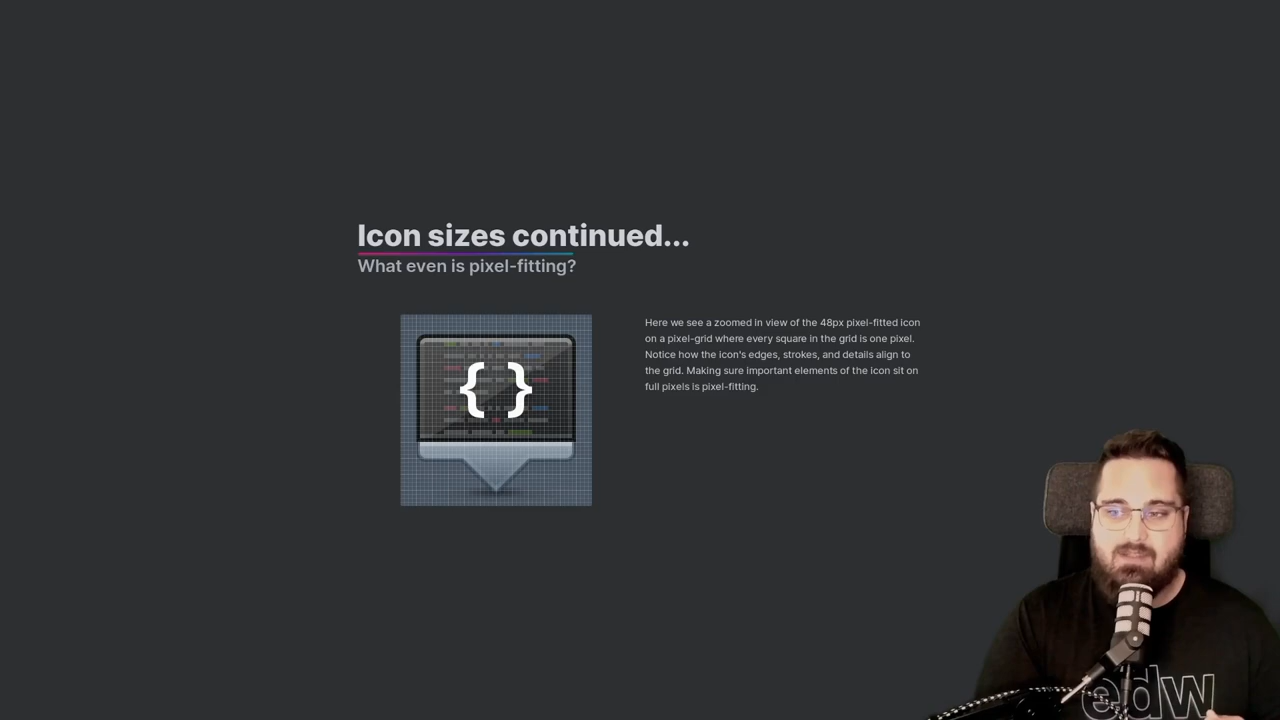 Icon sizes continued...
What even is pixel-fitting?
{ }
Here we see a zoomed in view of the 48px pixel-fitted icon
on a pixel-grid where every square in the grid is one pixel.
Notice how the icon's edges, strokes, and details align to
the grid. Making sure important elements of the icon sit on
full pixels is pixel-fitting.
edw